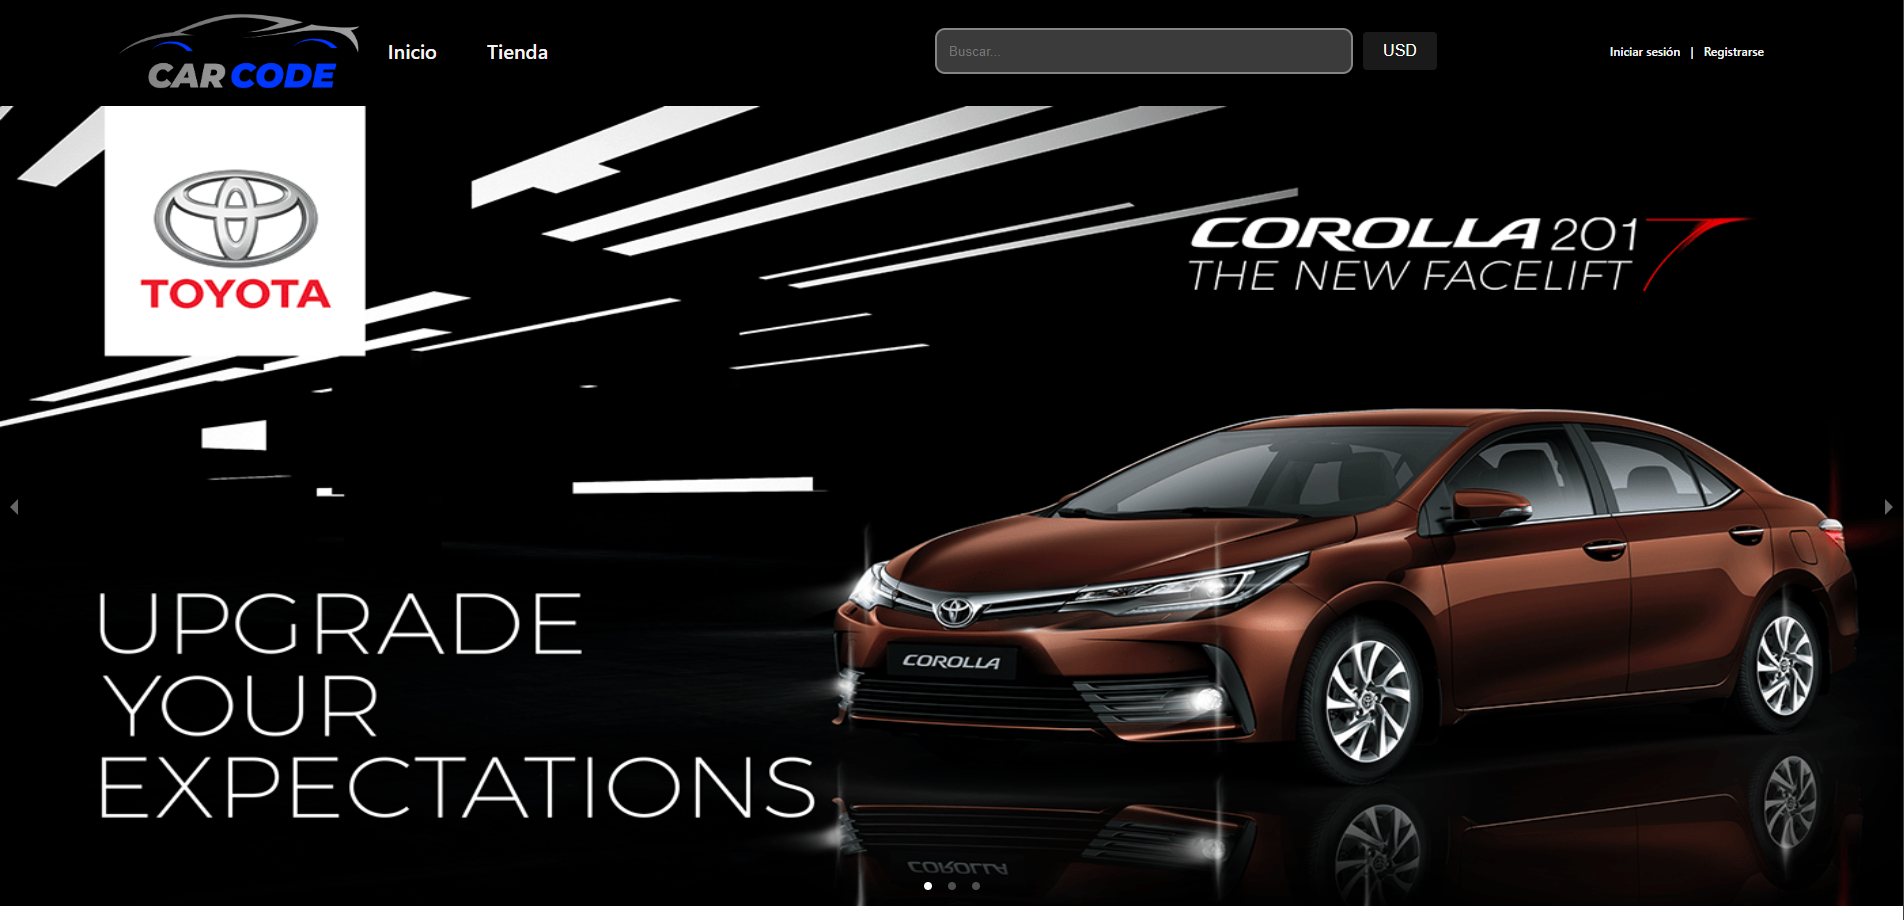 CAR CODE
Inicio
Tienda
Buscar...
USD
Iniciar sesión | Registrarse
TOYOTA
COROLLA 2017
THE NEW FACELIFT
UPGRADE
YOUR
EXPECTATIONS
COROLLA
COROLLA